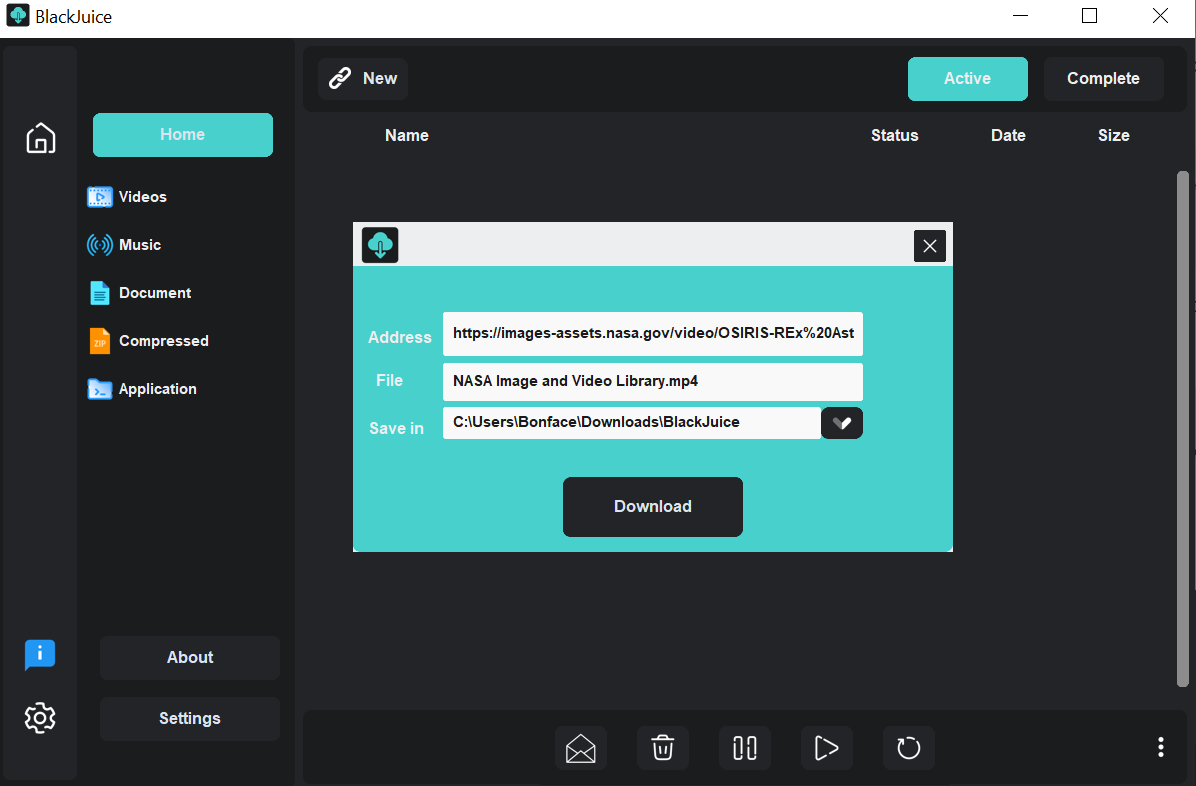 BlackJuice
New
Active
Complete
Home
Name
Status
Date
Size
Videos
Music
Document
Compressed
ZIP
Application
Address
https://images-assets.nasa.gov/video/OSIRIS-REx%20Ast
File
NASA Image and Video Library.mp4
Save in
C:\Users\Bonface\Downloads\BlackJuice
Download
About
Settings